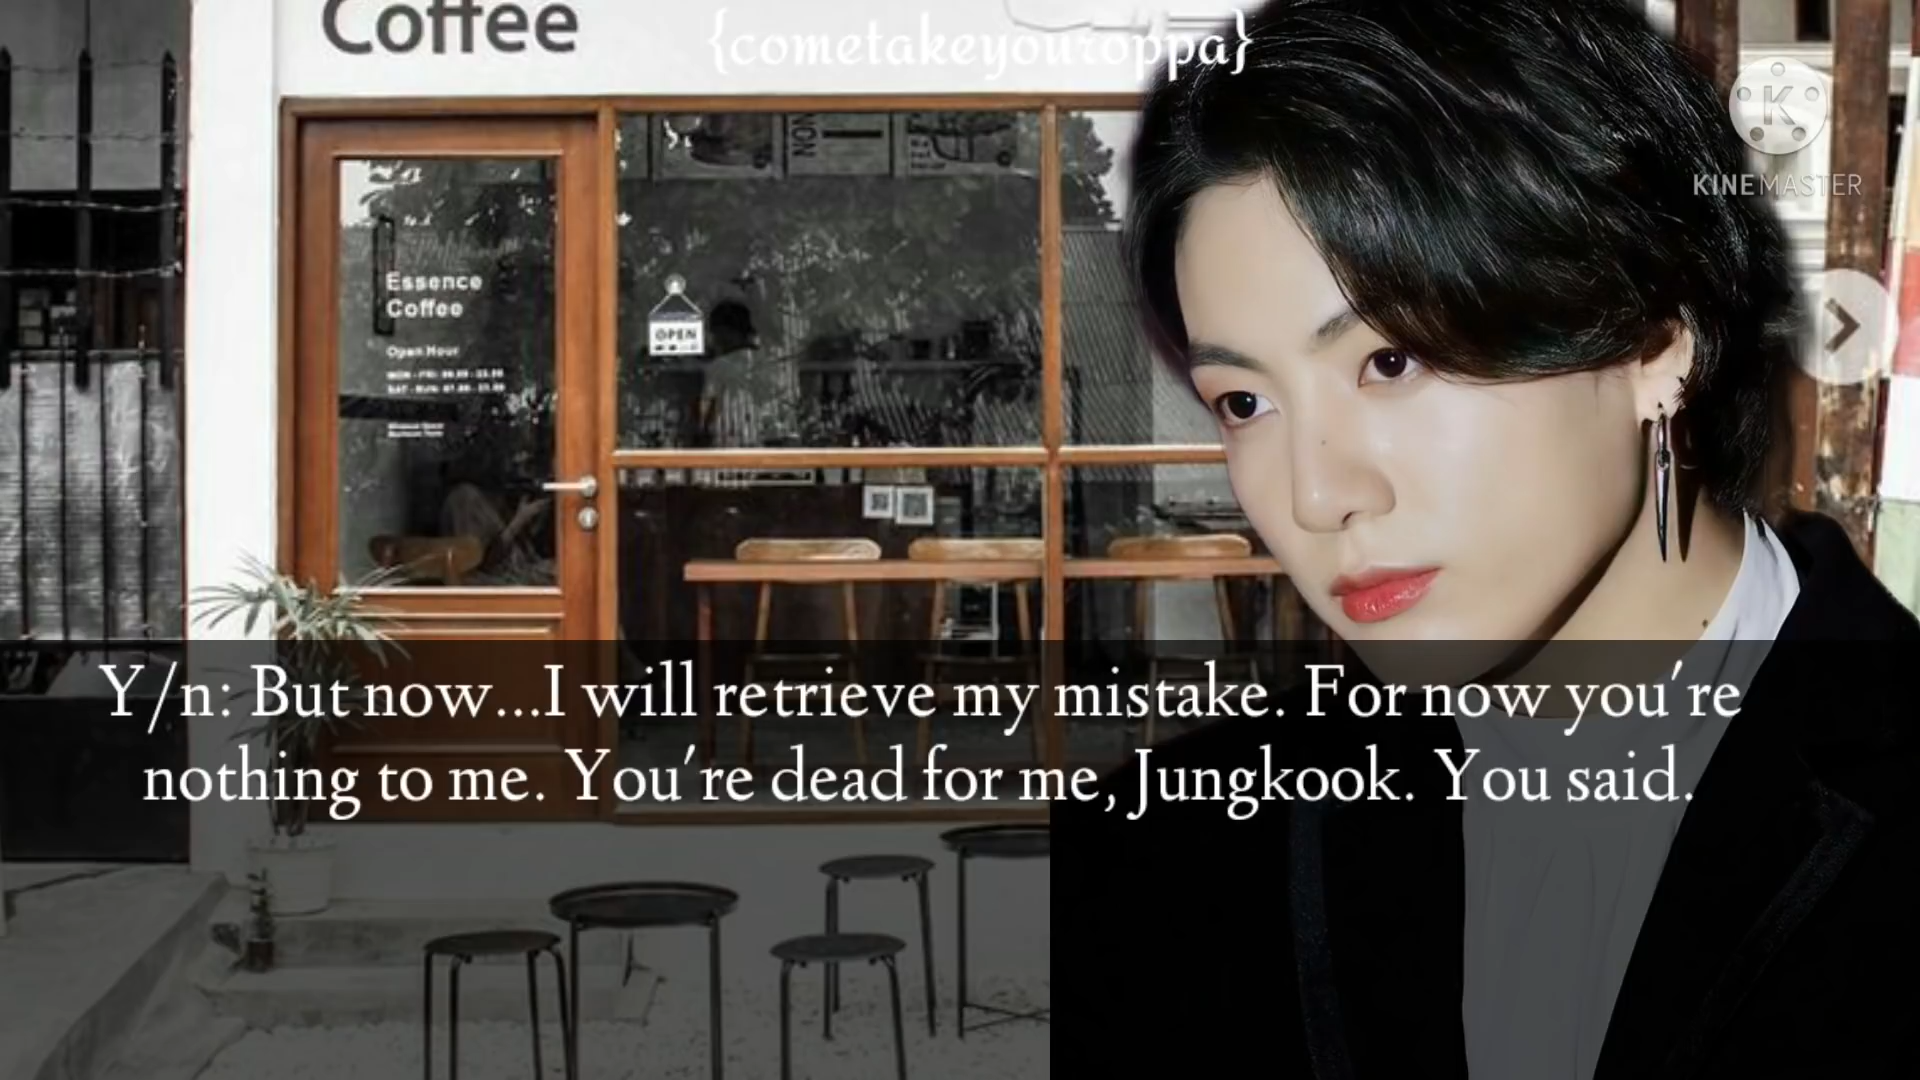 Coffee
{cometakeyouroppa}
K
KINEMASTER
Essence
Coffee
Open Hour
OPEN
Y/n: But now...I will retrieve my mistake. For now you're
nothing to me. You're dead for me, Jungkook. You said.